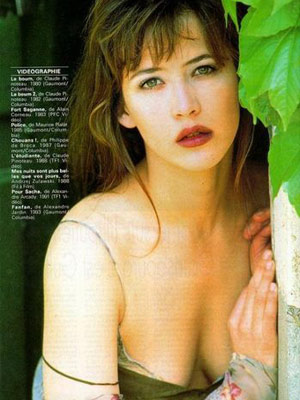 VIDEOGRAPHIE
La boum, de Claude Pi-
noteau 1980 (Gaumont/
Columbia)
La boum 2, de Claude Pi-
noteau 1982 (Gaumont/
Columbia)
Fort Saganne, de Alain
Corneau 1983 (PFC Vi-
déo)
Police, de Maurice Pialat
1985 (Gaumont/Colum-
bia)
Chouans !, de Philippe
de Broca 1987 (Gau-
mont/Columbia)
L'étudiante, de Claude
Pinoteau 1988 (TF1 Vi-
déo)
Mes nuits sont plus bel-
les que vos jours, de
Andrzej Zulawski 1988
Film)
Pour Sacha, de Alexan-
dre Arcady 1991 (TF1 Vi-
déo)
Fanfan, de Alexandre
Jardin 1993 (Gaumont/
Columbia).